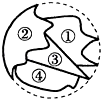 ② ①
③
④